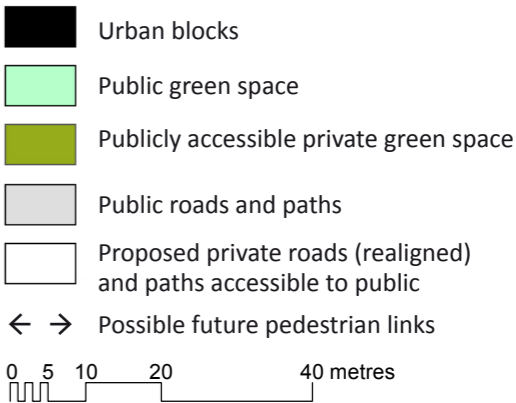 Urban blocks
Public green space
Publicly accessible private green space
Public roads and paths
Proposed private roads (realigned)
and paths accessible to public
Possible future pedestrian links
0 5 10 20 40 metres